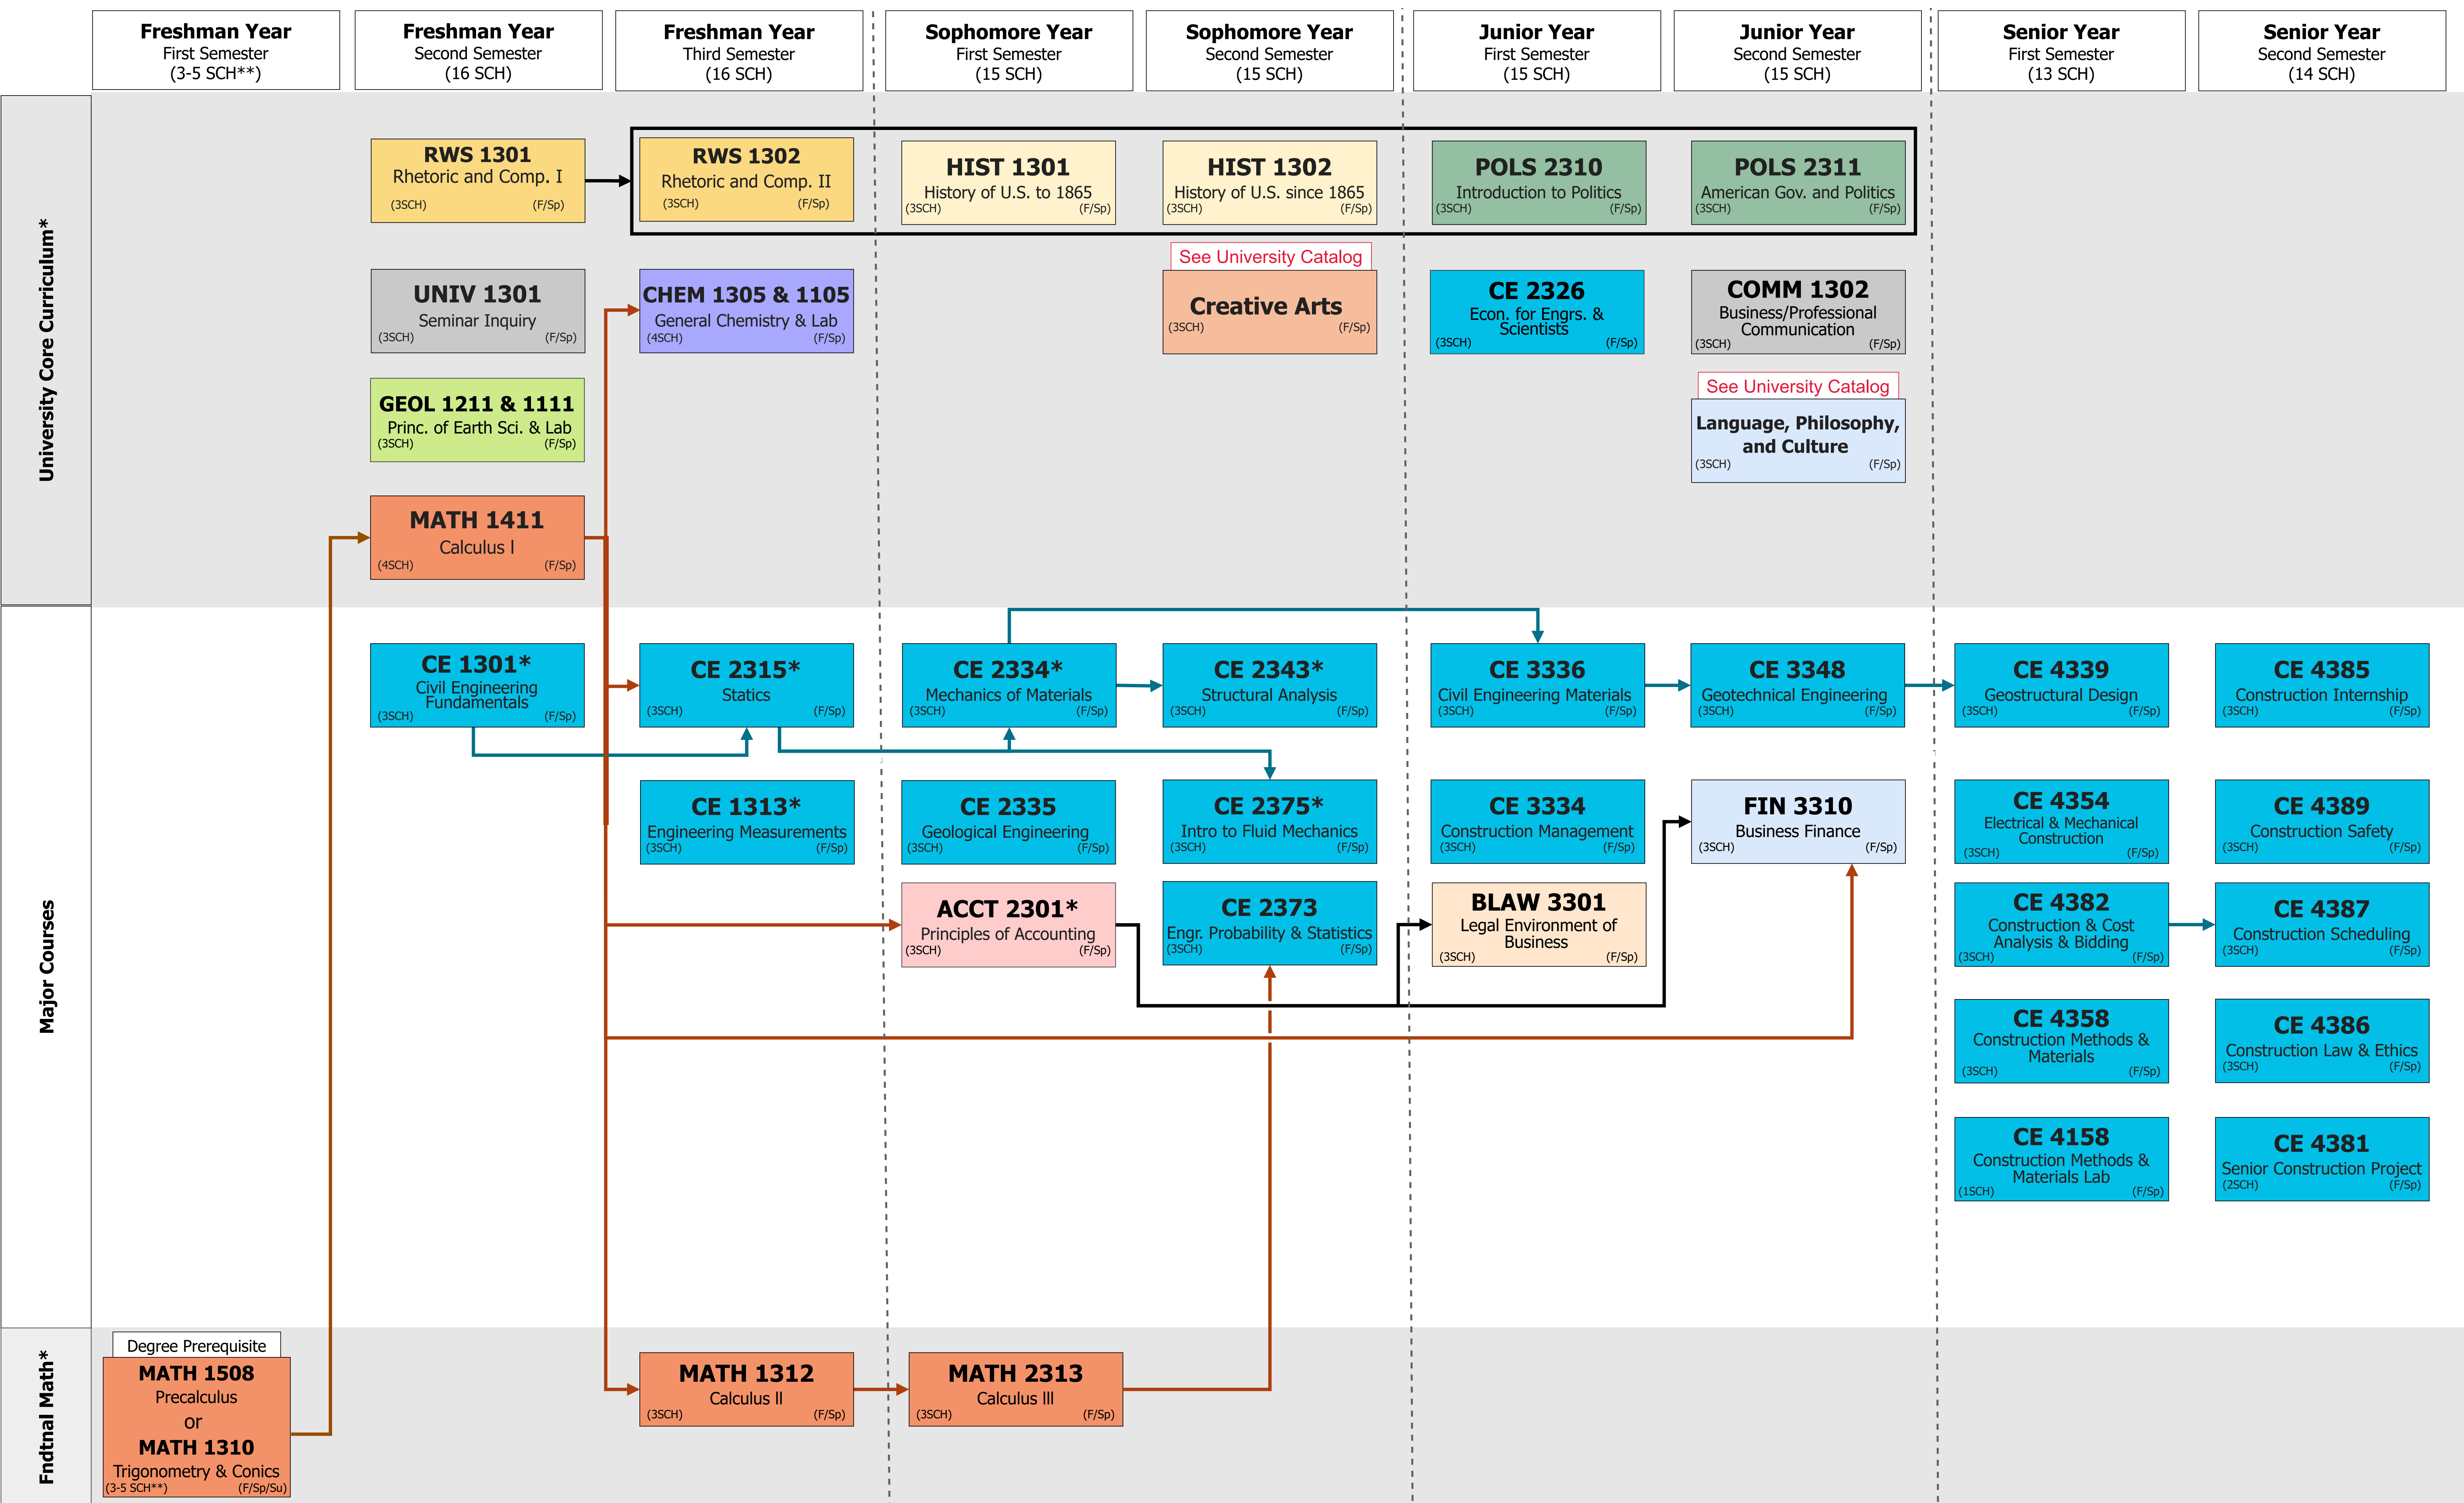 Freshman Year
First Semester
(3-5 SCH**)
Freshman Year
Second Semester
(16 SCH)
Freshman Year
Third Semester
(16 SCH)
Sophomore Year
First Semester
(15 SCH)
Sophomore Year
Second Semester
(15 SCH)
Junior Year
First Semester
(15 SCH)
Junior Year
Second Semester
(15 SCH)
Senior Year
First Semester
(13 SCH)
Senior Year
Second Semester
(14 SCH)
University Core Curriculum*
RWS 1301
Rhetoric and Comp. I
(3SCH) (F/Sp)
RWS 1302
Rhetoric and Comp. II
(3SCH) (F/Sp)
HIST 1301
History of U.S. to 1865
(3SCH) (F/Sp)
HIST 1302
History of U.S. since 1865
(3SCH) (F/Sp)
POLS 2310
Introduction to Politics
(3SCH) (F/Sp)
POLS 2311
American Gov. and Politics
(3SCH) (F/Sp)
UNIV 1301
Seminar Inquiry
(3SCH) (F/Sp)
CHEM 1305 & 1105
General Chemistry & Lab
(4SCH) (F/Sp)
See University Catalog
Creative Arts
(3SCH) (F/Sp)
CE 2326
Econ. for Engrs. &
Scientists
(3SCH) (F/Sp)
COMM 1302
Business/Professional
Communication
(3SCH) (F/Sp)
GEOL 1211 & 1111
Princ. of Earth Sci. & Lab
(3SCH) (F/Sp)
See University Catalog
Language, Philosophy,
and Culture
(3SCH) (F/Sp)
MATH 1411
Calculus I
(4SCH) (F/Sp)
Major Courses
CE 1301*
Civil Engineering
Fundamentals
(3SCH) (F/Sp)
CE 2315*
Statics
(3SCH) (F/Sp)
CE 2334*
Mechanics of Materials
(3SCH) (F/Sp)
CE 2343*
Structural Analysis
(3SCH) (F/Sp)
CE 3336
Civil Engineering Materials
(3SCH) (F/Sp)
CE 3348
Geotechnical Engineering
(3SCH) (F/Sp)
CE 4339
Geostructural Design
(3SCH) (F/Sp)
CE 4385
Construction Internship
(3SCH) (F/Sp)
CE 1313*
Engineering Measurements
(3SCH) (F/Sp)
CE 2335
Geological Engineering
(3SCH) (F/Sp)
CE 2375*
Intro to Fluid Mechanics
(3SCH) (F/Sp)
CE 3334
Construction Management
(3SCH) (F/Sp)
FIN 3310
Business Finance
(3SCH) (F/Sp)
CE 4354
Electrical & Mechanical
Construction
(3SCH) (F/Sp)
CE 4389
Construction Safety
(3SCH) (F/Sp)
ACCT 2301*
Principles of Accounting
(3SCH) (F/Sp)
CE 2373
Engr. Probability & Statistics
(3SCH) (F/Sp)
BLAW 3301
Legal Environment of
Business
(3SCH) (F/Sp)
CE 4382
Construction & Cost
Analysis & Bidding
(3SCH) (F/Sp)
CE 4387
Construction Scheduling
(3SCH) (F/Sp)
CE 4358
Construction Methods &
Materials
(3SCH) (F/Sp)
CE 4386
Construction Law & Ethics
(3SCH) (F/Sp)
CE 4158
Construction Methods &
Materials Lab
(1SCH) (F/Sp)
CE 4381
Senior Construction Project
(2SCH) (F/Sp)
Fndtnal Math*
Degree Prerequisite
MATH 1508
Precalculus
or
MATH 1310
Trigonometry & Conics
(3-5 SCH**) (F/Sp/Su)
MATH 1312
Calculus II
(3SCH) (F/Sp)
MATH 2313
Calculus III
(3SCH) (F/Sp)